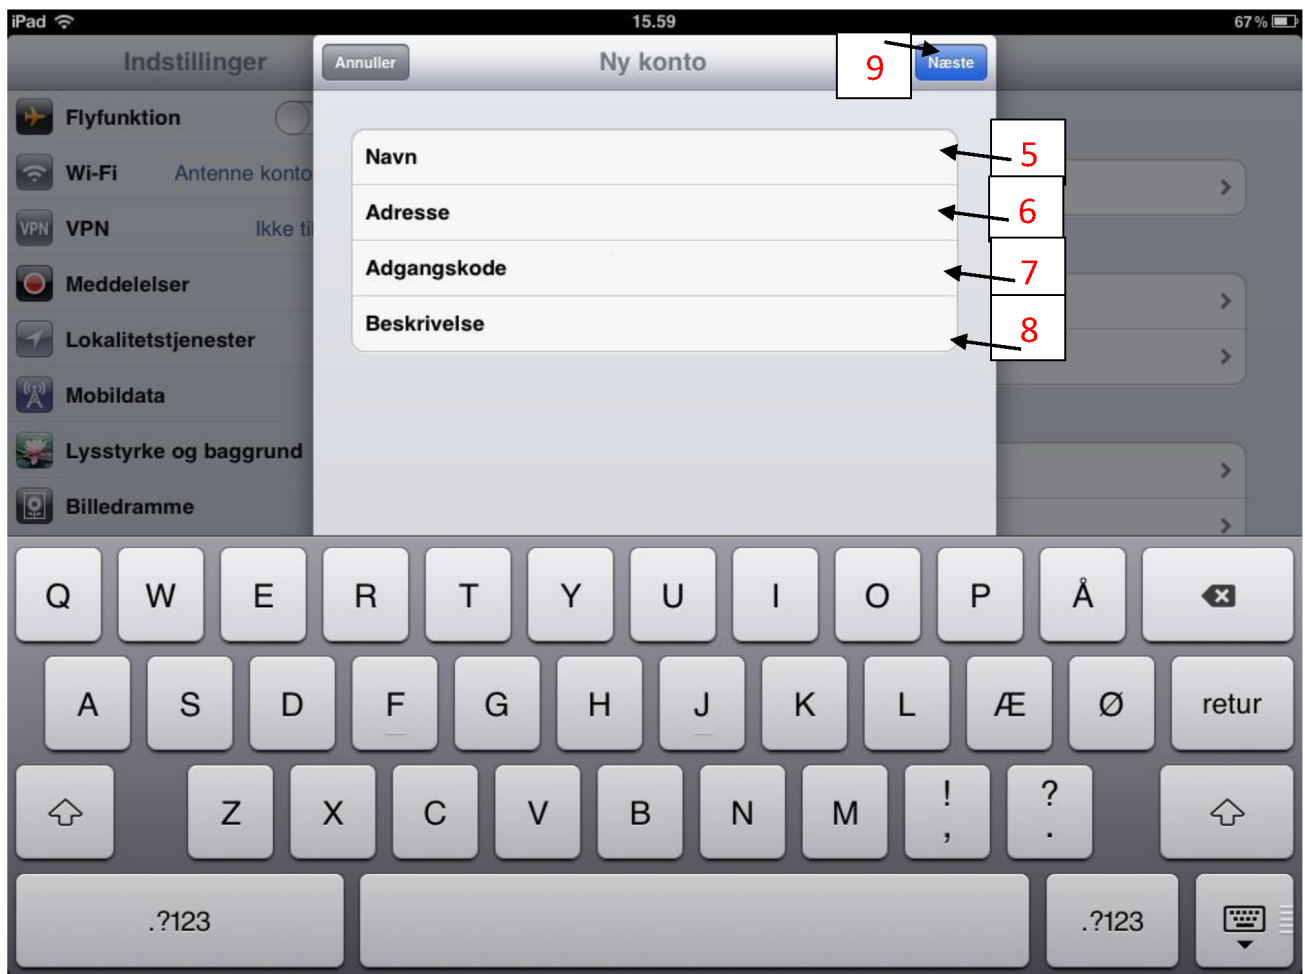 iPad 15.59 67%
Indstillinger
Annuller Ny konto 9 Næste
Flyfunktion
Wi-Fi Antenne konto
VPN VPN Ikke til
Meddelelser
Lokalitetstjenester
Mobildata
Lysstyrke og baggrund
Billedramme
Navn 5
Adresse 6
Adgangskode 7
Beskrivelse 8
Q W E R T Y U I O P Å
A S D F G H J K L Æ Ø retur
Z X C V B N M ! , ? .
.?123 .?123